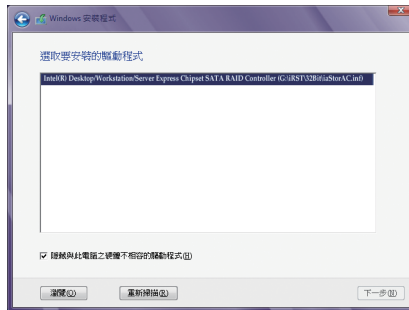 Windows 安裝程式
選取要安裝的驅動程式
Intel(R) Desktop/Workstation/Server Express Chipset SATA RAID Controller (G:\iRST\32Bit\iaStorAC.inf)
隱藏與此電腦之硬體不相容的驅動程式(H)
瀏覽(O)
重新掃描(R)
下一步(N)